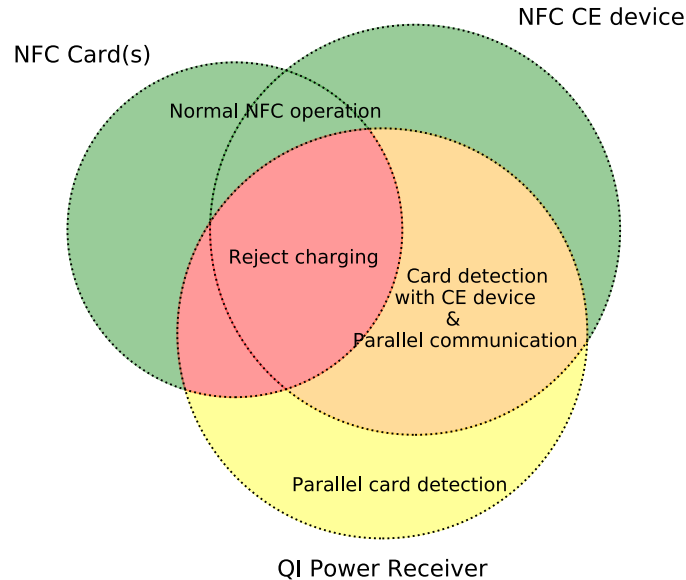 NFC CE device
NFC Card(s)
Normal NFC operation
Reject charging
Card detection
with CE device
&
Parallel communication
Parallel card detection
QI Power Receiver